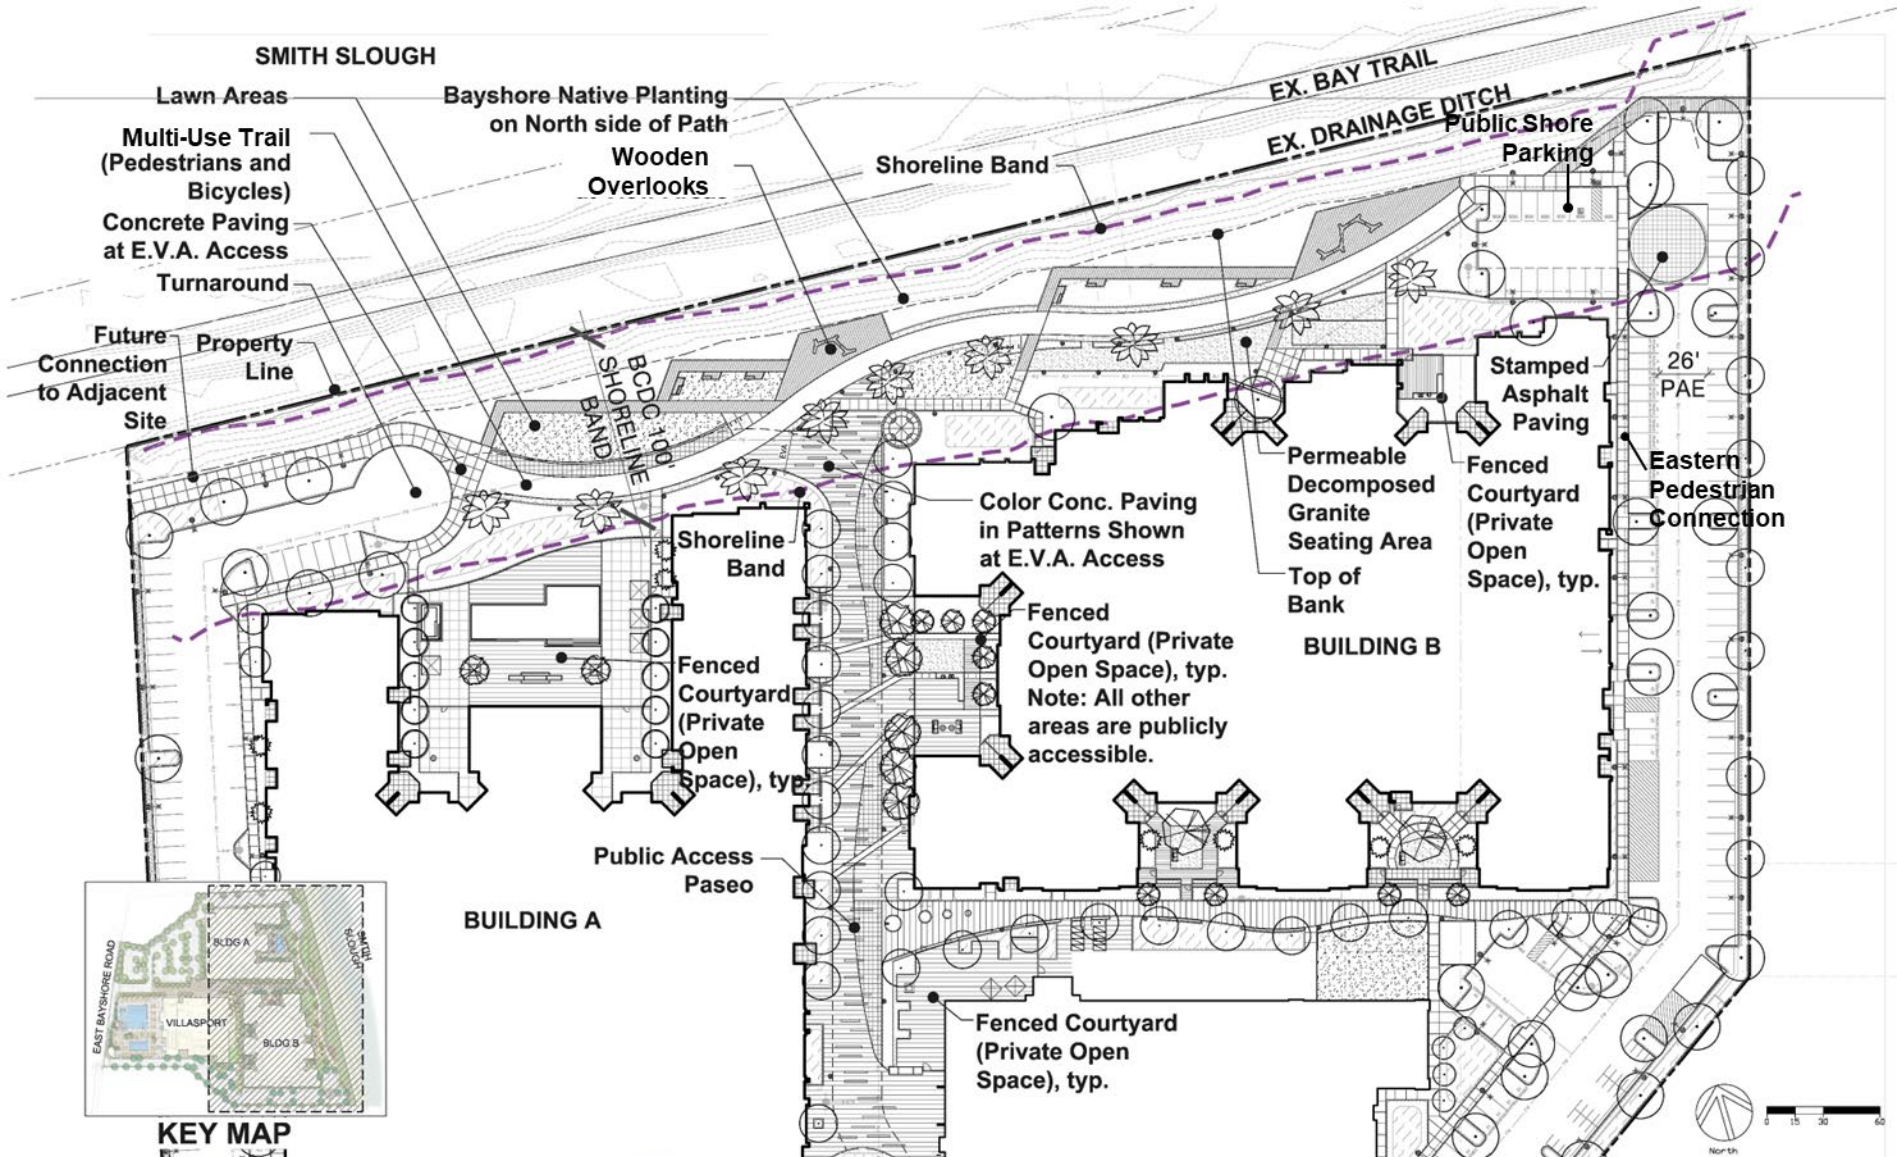 SMITH SLOUGH
Lawn Areas
Multi-Use Trail
(Pedestrians and
Bicycles)
Concrete Paving
at E.V.A. Access
Turnaround
Future
Connection
to Adjacent
Site
Property
Line
Bayshore Native Planting
on North side of Path
Wooden
Overlooks
Shoreline Band
EX. BAY TRAIL
EX. DRAINAGE DITCH
Public Shore
Parking
BCDC 100'
SHORELINE
BAND
Stamped
Asphalt
Paving
26'
PAE
Eastern
Pedestrian
Connection
Permeable
Decomposed
Granite
Seating Area
Top of
Bank
Fenced
Courtyard
(Private
Open
Space), typ.
Color Conc. Paving
in Patterns Shown
at E.V.A. Access
Shoreline
Band
Fenced
Courtyard (Private
Open Space), typ.
Note: All other
areas are publicly
accessible.
BUILDING B
Fenced
Courtyard
(Private
Open
Space), typ.
Public Access
Paseo
BUILDING A
Fenced Courtyard
(Private Open
Space), typ.
EAST BAYSHORE ROAD
BLDG A
SMITH
SLOUGH
VILLASPORT
BLDG B
KEY MAP
North
0 15 30 60